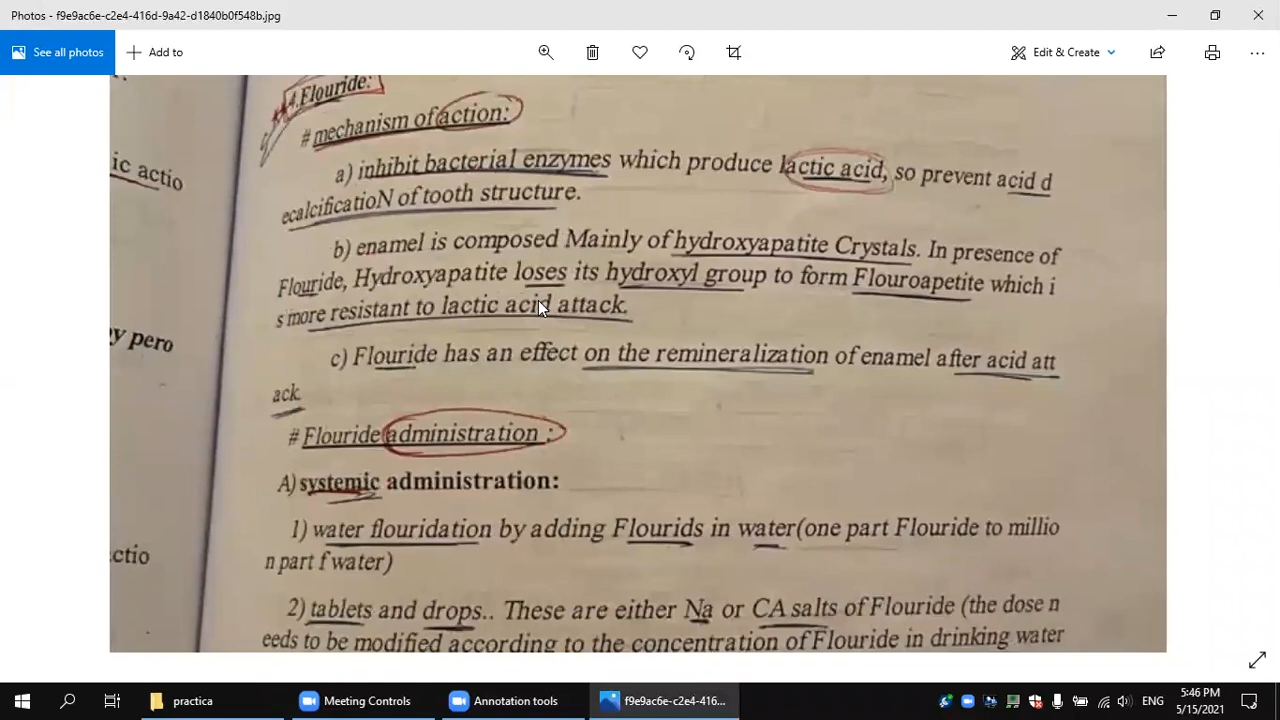 Photos - f9e9ac6e-c2e4-416d-9a42-d1840b0f548b.jpg
See all photos
Add to
Edit & Create
4.Flouride:
# mechanism of action:
ic actio
a) inhibit bacterial enzymes which produce lactic acid, so prevent acid d
ecalcificatioN of tooth structure.
b) enamel is composed Mainly of hydroxyapatite Crystals. In presence of
Flouride, Hydroxyapatite loses its hydroxyl group to form Flouroapetite which i
s more resistant to lactic acid attack.
y pero
c) Flouride has an effect on the remineralization of enamel after acid att
ack.
# Flouride administration :
A) systemic administration:
1) water flouridation by adding Flourids in water(one part Flouride to millio
n part f water)
ctio
2) tablets and drops.. These are either Na or CA salts of Flouride (the dose n
eeds to be modified according to the concentration of Flouride in drinking water
practica
Meeting Controls
Annotation tools
f9e9ac6e-c2e4-416...
ENG
5:46 PM
5/15/2021